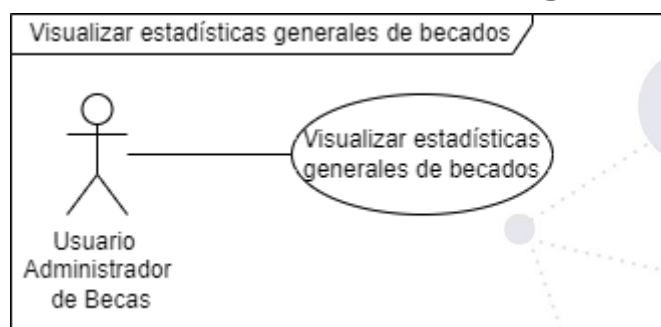 Visualizar estadísticas generales de becados
Visualizar estadísticas
generales de becados
Usuario
Administrador
de Becas